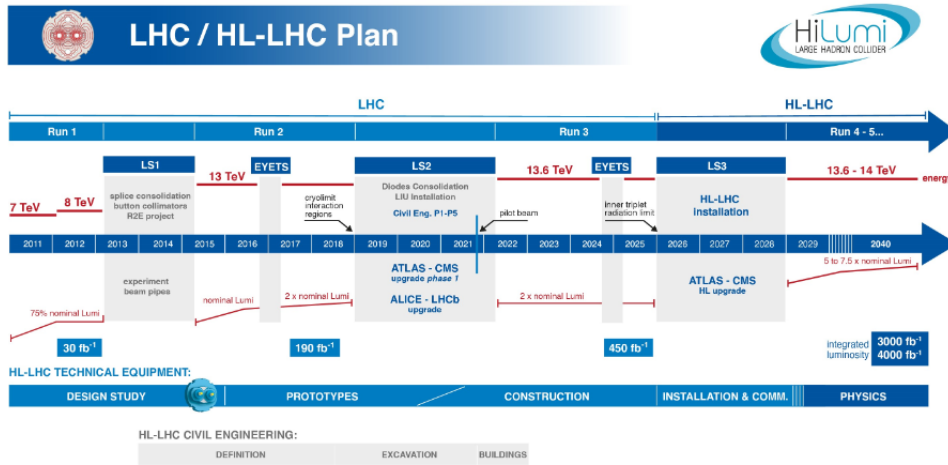 LHC / HL-LHC Plan
HiLumi
LARGE HADRON COLLIDER
LHC
HL-LHC
Run 1
Run 2
Run 3
Run 4 - 5...
LS1
EYETS
LS2
EYETS
LS3
13 TeV
13.6 TeV
13.6 - 14 TeV
energy
7 TeV
8 TeV
splice consolidation
button collimators
R2E project
cryolimit
interaction
regions
Diodes Consolidation
LIU Installation
Civil Eng. P1-P5
pilot beam
inner triplet
radiation limit
HL-LHC
installation
2011 2012 2013 2014 2015 2016 2017 2018 2019 2020 2021 2022 2023 2024 2025 2026 2027 2028 2029 2040
experiment
beam pipes
75% nominal Lumi
nominal Lumi
2 x nominal Lumi
ATLAS - CMS
upgrade phase 1
ALICE - LHCb
upgrade
2 x nominal Lumi
ATLAS - CMS
HL upgrade
5 to 7.5 x nominal Lumi
30 fb⁻¹
190 fb⁻¹
450 fb⁻¹
integrated
luminosity
3000 fb⁻¹
4000 fb⁻¹
HL-LHC TECHNICAL EQUIPMENT:
DESIGN STUDY
PROTOTYPES
CONSTRUCTION
INSTALLATION & COMM.
PHYSICS
HL-LHC CIVIL ENGINEERING:
DEFINITION
EXCAVATION
BUILDINGS